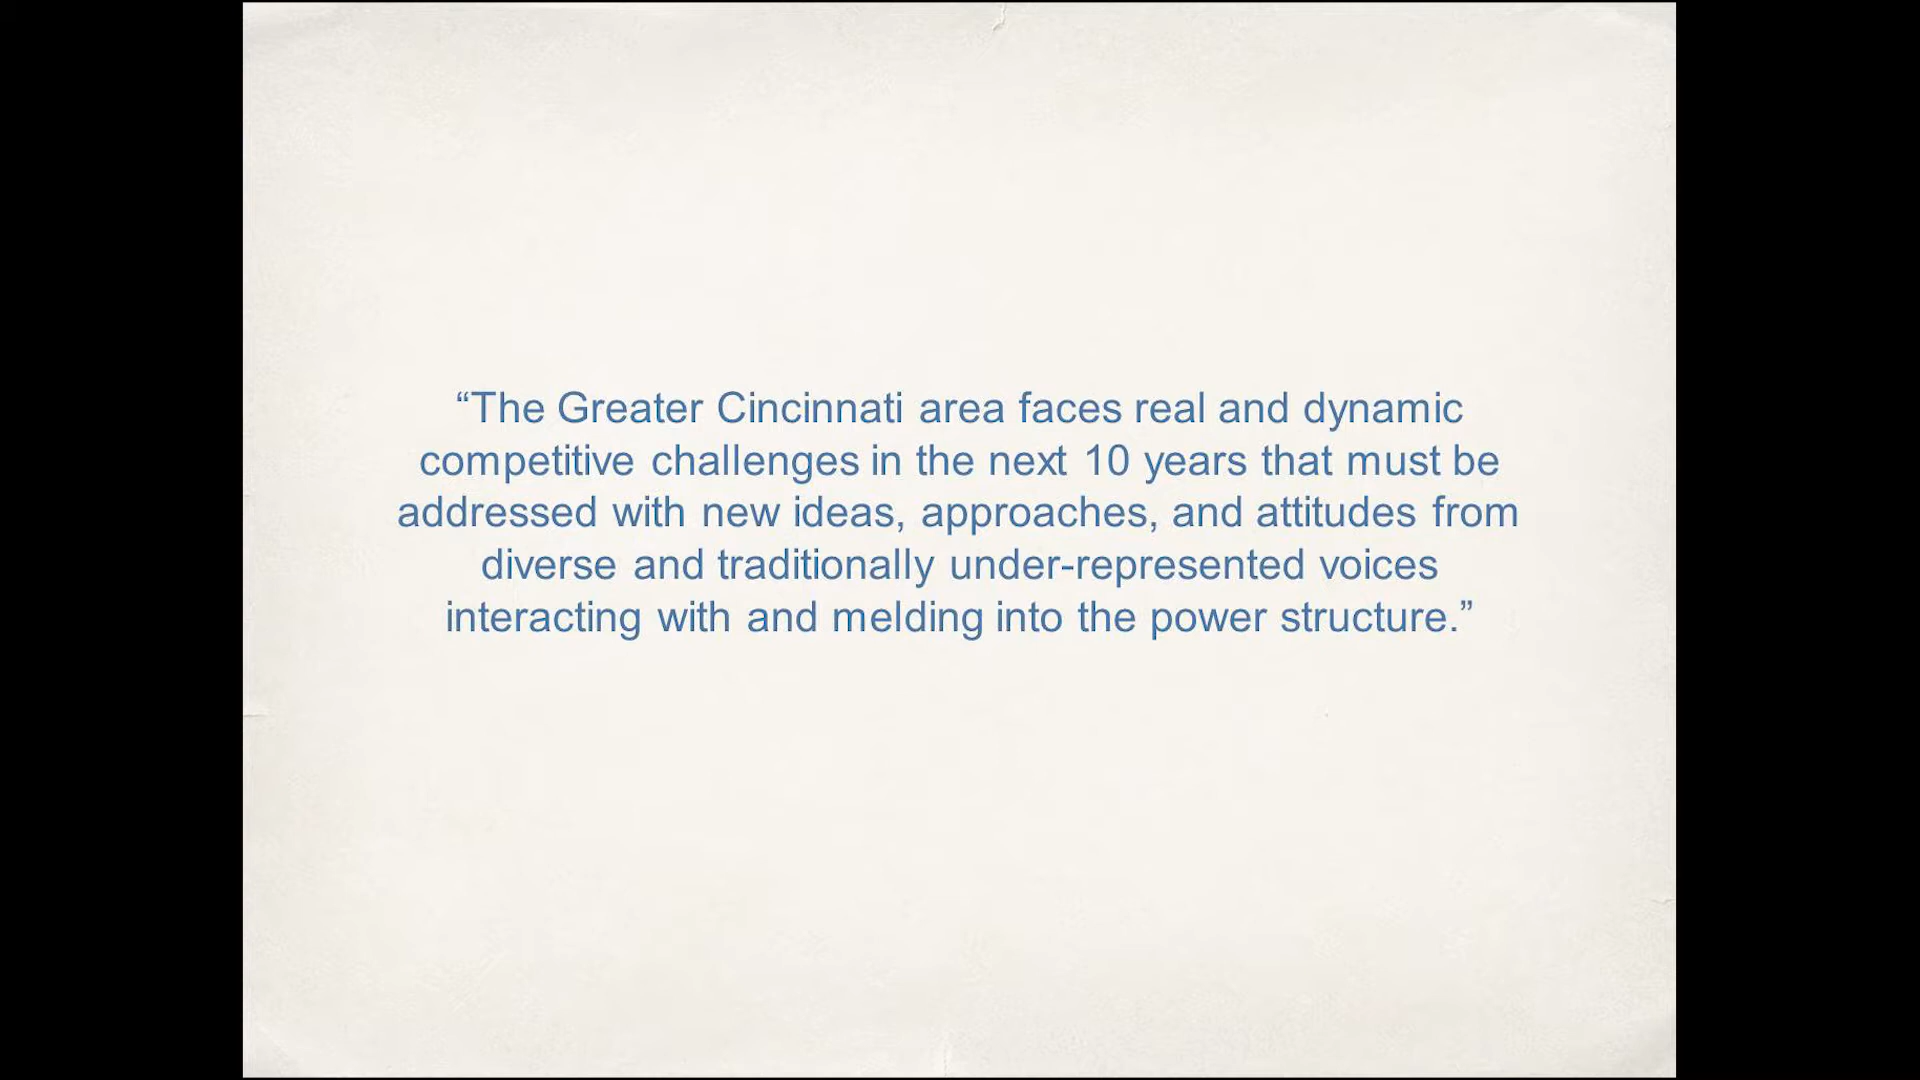 “The Greater Cincinnati area faces real and dynamic
competitive challenges in the next 10 years that must be
addressed with new ideas, approaches, and attitudes from
diverse and traditionally under-represented voices
interacting with and melding into the power structure.”